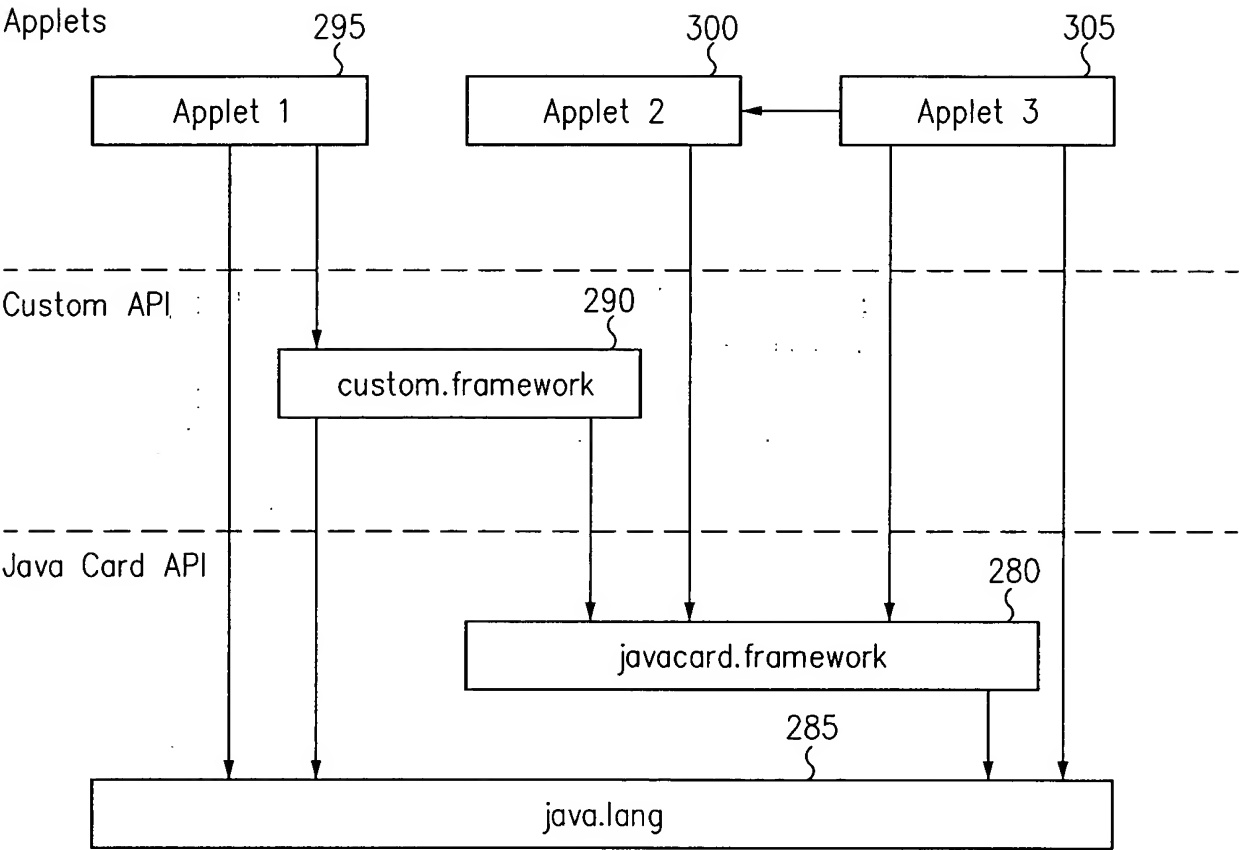 Applets
295
300
305
Applet 1
Applet 2
Applet 3
Custom API
290
custom.framework
Java Card API
280
javacard.framework
285
java.lang